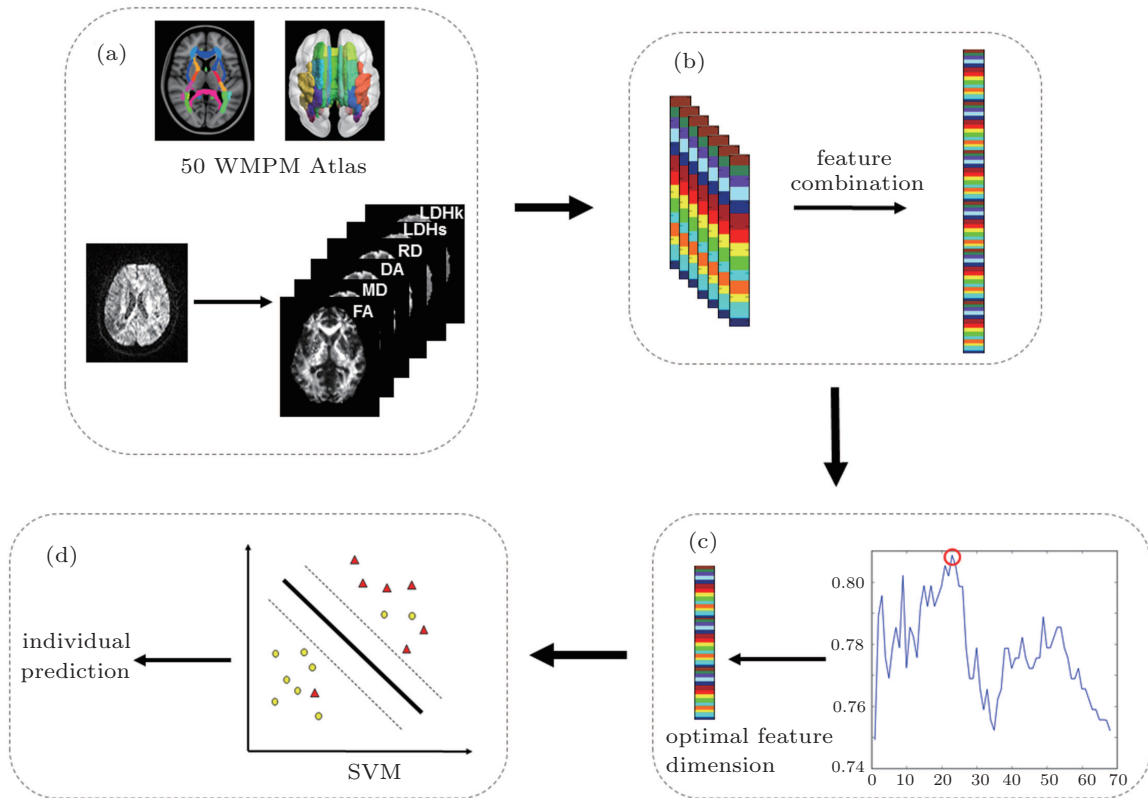 (a)
50 WMPM Atlas
LDHk
LDHs
RD
DA
MD
FA
(b)
feature
combination
(c)
0.80
0.78
0.76
0.74
0 10 20 30 40 50 60 70
optimal feature
dimension
(d)
individual
prediction
SVM